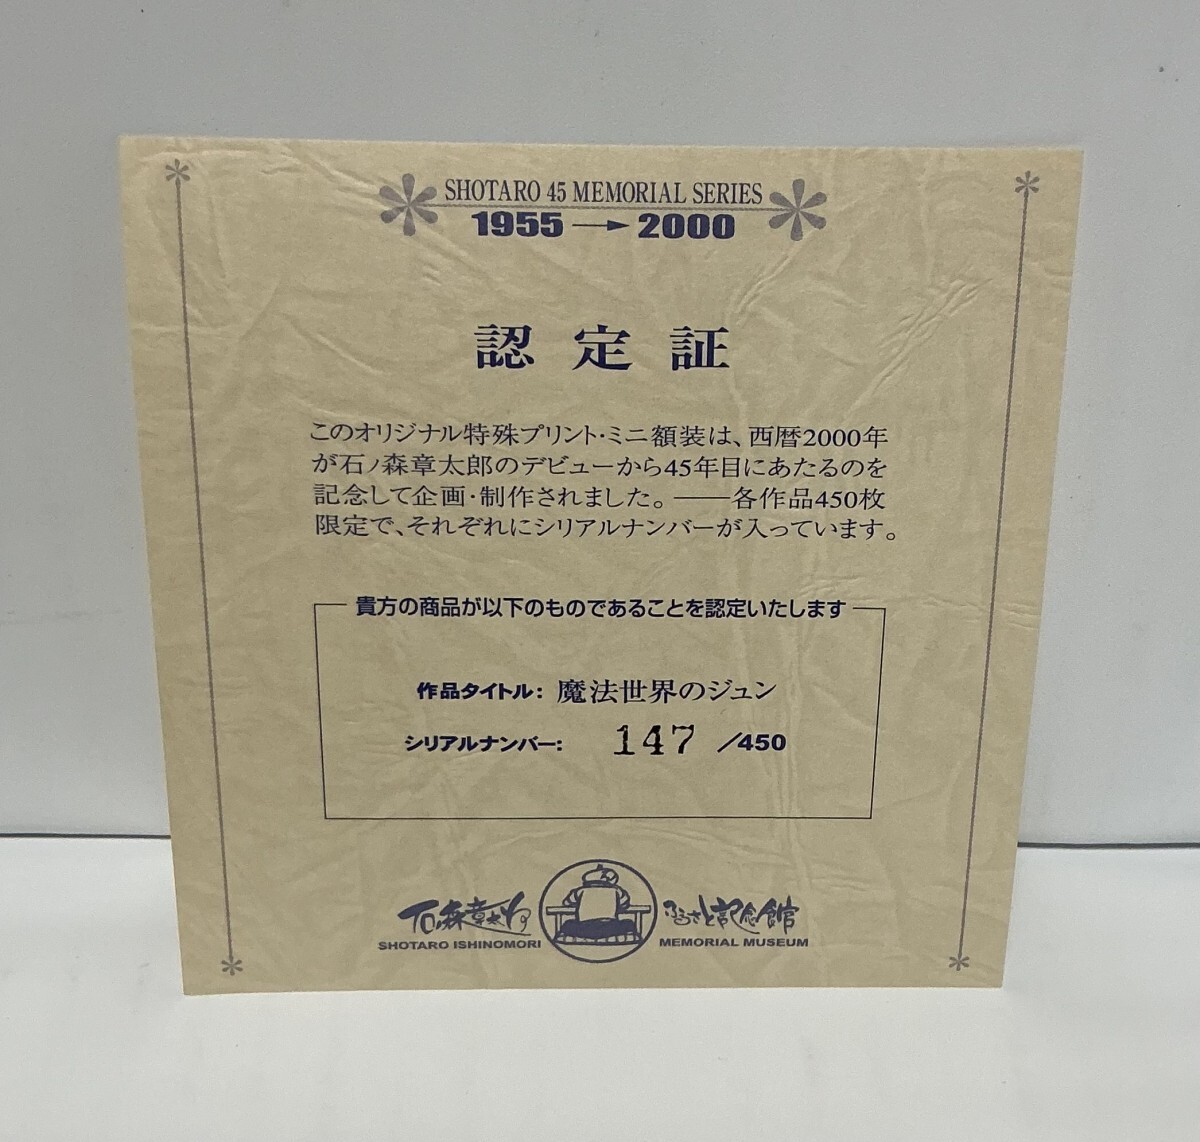 SHOTARO 45 MEMORIAL SERIES
1955→2000
認定証
このオリジナル特殊プリント・ミニ額装は、西暦2000年
が石ノ森章太郎のデビューから45年目にあたるのを
記念して企画・制作されました。——各作品450枚
限定で、それぞれにシリアルナンバーが入っています。
貴方の商品が以下のものであることを認定いたします
作品タイトル: 魔法世界のジュン
シリアルナンバー: 147 /450
石ノ森章太郎 ふるさと記念館
SHOTARO ISHINOMORI MEMORIAL MUSEUM